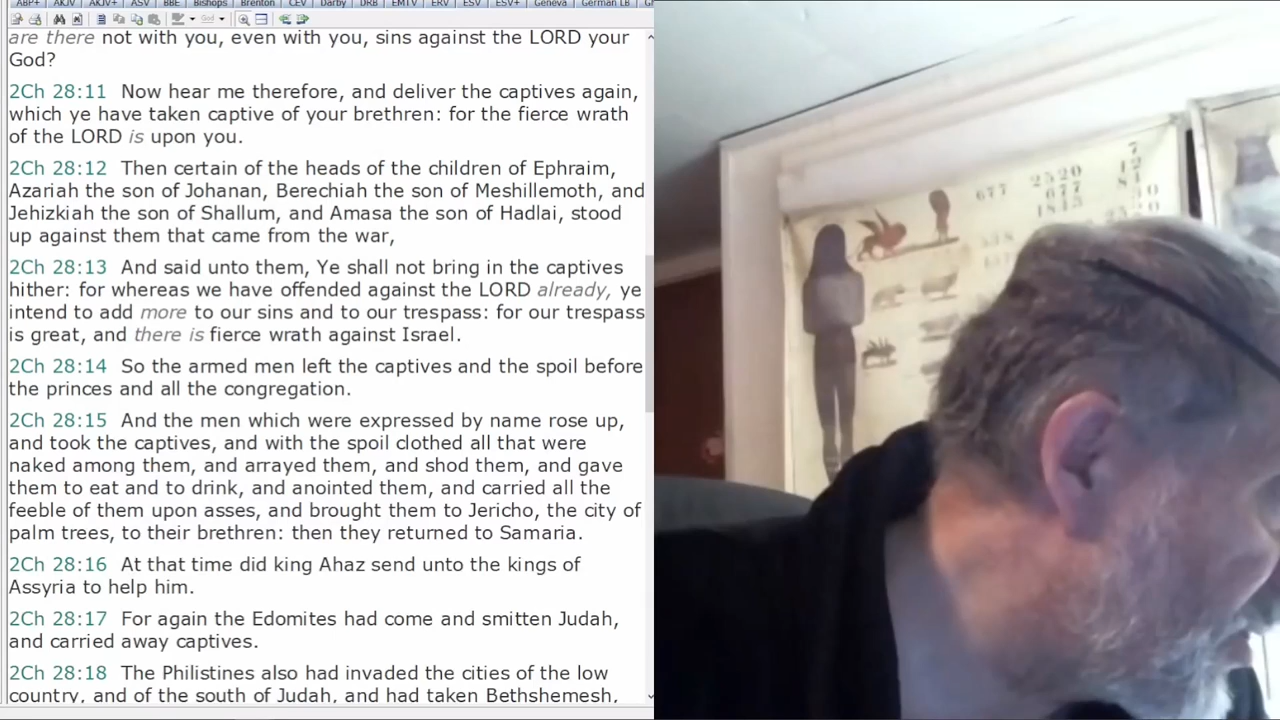 ABP+ AKJV AKJV+ ASV BBE Bishops Brenton CEV Darby DRB EMTV ERV ESV ESV+ Geneva German LB
are there not with you, even with you, sins against the LORD your
God?
2Ch 28:11 Now hear me therefore, and deliver the captives again,
which ye have taken captive of your brethren: for the fierce wrath
of the LORD is upon you.
2Ch 28:12 Then certain of the heads of the children of Ephraim,
Azariah the son of Johanan, Berechiah the son of Meshillemoth, and
Jehizkiah the son of Shallum, and Amasa the son of Hadlai, stood
up against them that came from the war,
2Ch 28:13 And said unto them, Ye shall not bring in the captives
hither: for whereas we have offended against the LORD already, ye
intend to add more to our sins and to our trespass: for our trespass
is great, and there is fierce wrath against Israel.
2Ch 28:14 So the armed men left the captives and the spoil before
the princes and all the congregation.
2Ch 28:15 And the men which were expressed by name rose up,
and took the captives, and with the spoil clothed all that were
naked among them, and arrayed them, and shod them, and gave
them to eat and to drink, and anointed them, and carried all the
feeble of them upon asses, and brought them to Jericho, the city of
palm trees, to their brethren: then they returned to Samaria.
2Ch 28:16 At that time did king Ahaz send unto the kings of
Assyria to help him.
2Ch 28:17 For again the Edomites had come and smitten Judah,
and carried away captives.
2Ch 28:18 The Philistines also had invaded the cities of the low
country, and of the south of Judah, and had taken Bethshemesh,
677 2520
677
1843
7
12